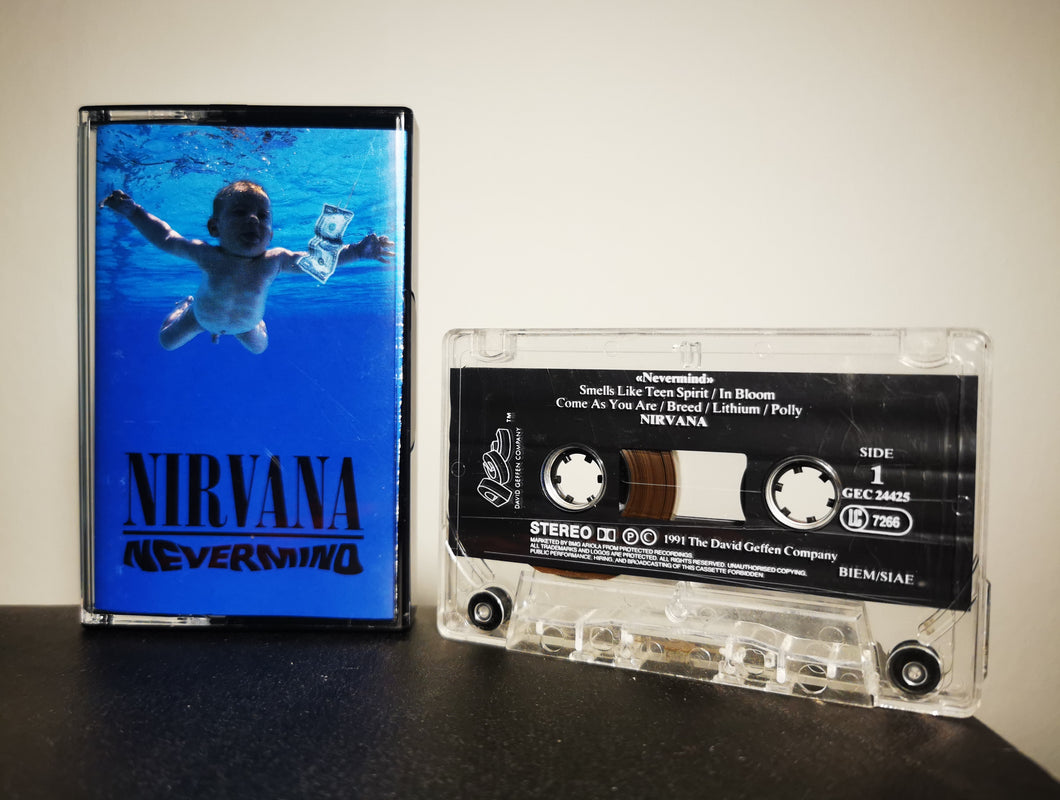 NIRVANA
NEVERMIND
«Nevermind»
Smells Like Teen Spirit / In Bloom
Come As You Are / Breed / Lithium / Polly
NIRVANA
DAVID GEFFEN COMPANY
TM
SIDE
1
GEC 24425
LC 7266
STEREO
P C 1991 The David Geffen Company
MARKETED BY BMG ARIOLA FROM PROTECTED RECORDINGS.
ALL TRADEMARKS AND LOGOS ARE PROTECTED. ALL RIGHTS RESERVED. UNAUTHORISED COPYING,
PUBLIC PERFORMANCE, HIRING, AND BROADCASTING OF THIS CASSETTE FORBIDDEN.
BIEM/SIAE